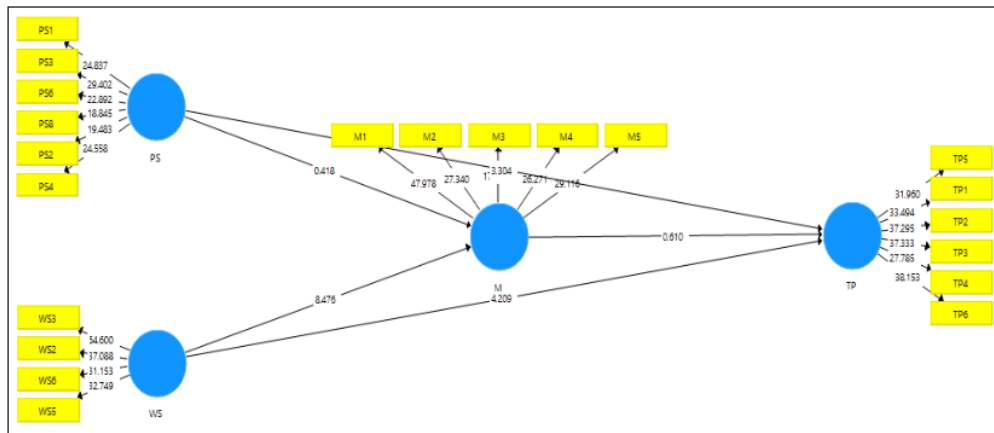 PS1
PS3
PS6
PS8
PS2
PS4
24.837
29.402
22.892
18.845
19.483
24.558
PS
0.418
M1
M2
M3
M4
M5
47.978
27.340
3.304
26.271
29.116
M
0.610
8.476
4.209
WS3
WS2
WS6
WS5
54.600
37.088
31.153
32.749
WS
TP5
TP1
TP2
TP3
TP4
TP6
31.960
33.494
37.295
37.333
27.785
38.153
TP